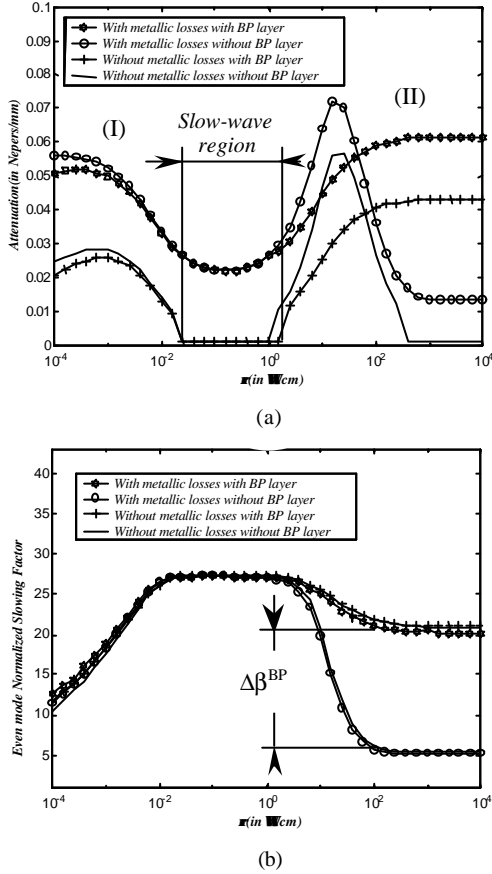 0.1
0.09
0.08
0.07
0.06
0.05
0.04
0.03
0.02
0.01
0
Attenuation(in Nepers/mm)
With metallic losses with BP layer
With metallic losses without BP layer
Without metallic losses with BP layer
Without metallic losses without BP layer
(I)
Slow-wave
region
(II)
10-4 10-2 100 102 104
(in cm)
(a)
40
35
30
25
20
15
10
5
Even mode Normalized Slowing Factor
With metallic losses with BP layer
With metallic losses without BP layer
Without metallic losses with BP layer
Without metallic losses without BP layer
ΔβBP
10-4 10-2 100 102 104
(in cm)
(b)